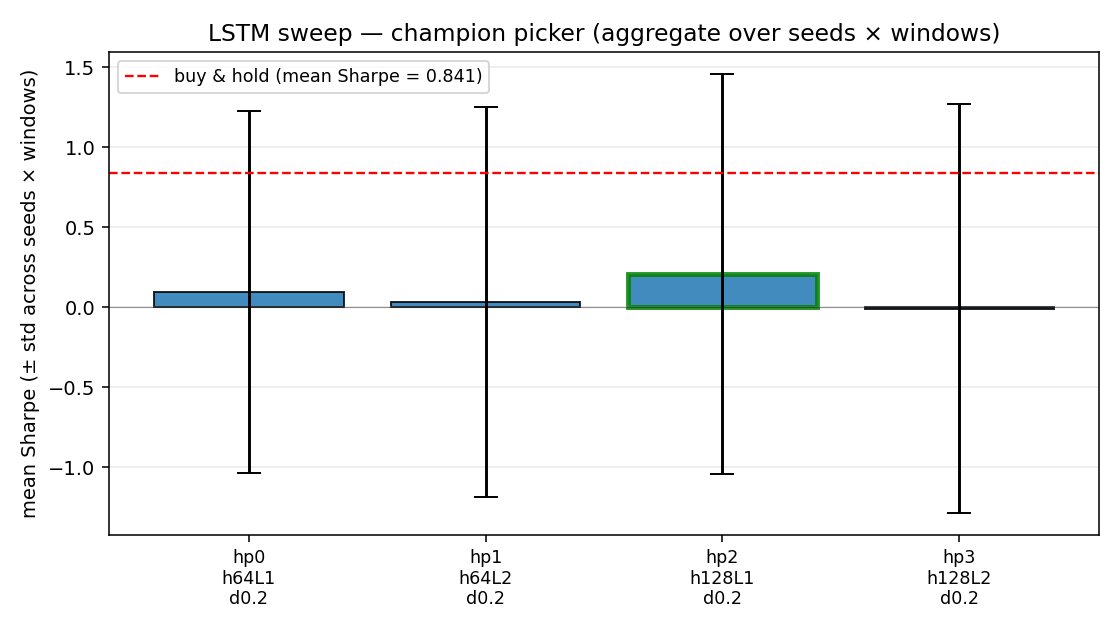 LSTM sweep — champion picker (aggregate over seeds × windows)
buy & hold (mean Sharpe = 0.841)
mean Sharpe (± std across seeds × windows)
1.5
1.0
0.5
0.0
−0.5
−1.0
hp0
h64L1
d0.2
hp1
h64L2
d0.2
hp2
h128L1
d0.2
hp3
h128L2
d0.2